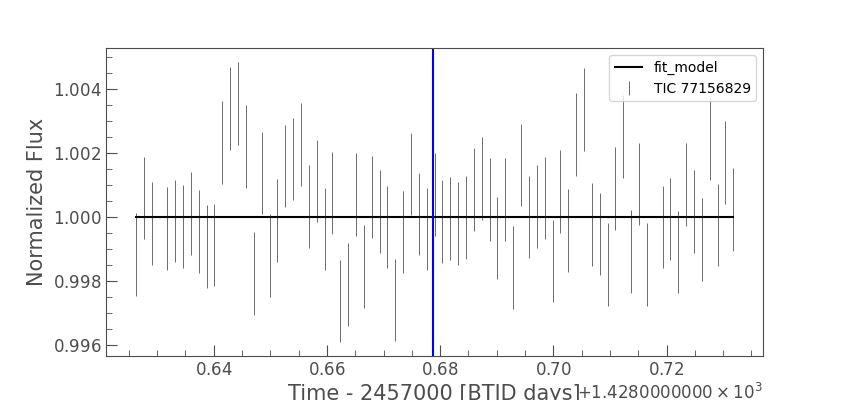 fit_model
TIC 77156829
1.004
1.002
1.000
0.998
0.996
Normalized Flux
0.64 0.66 0.68 0.70 0.72
Time - 2457000 [BTJD days]
+1.4280000000 × 10³